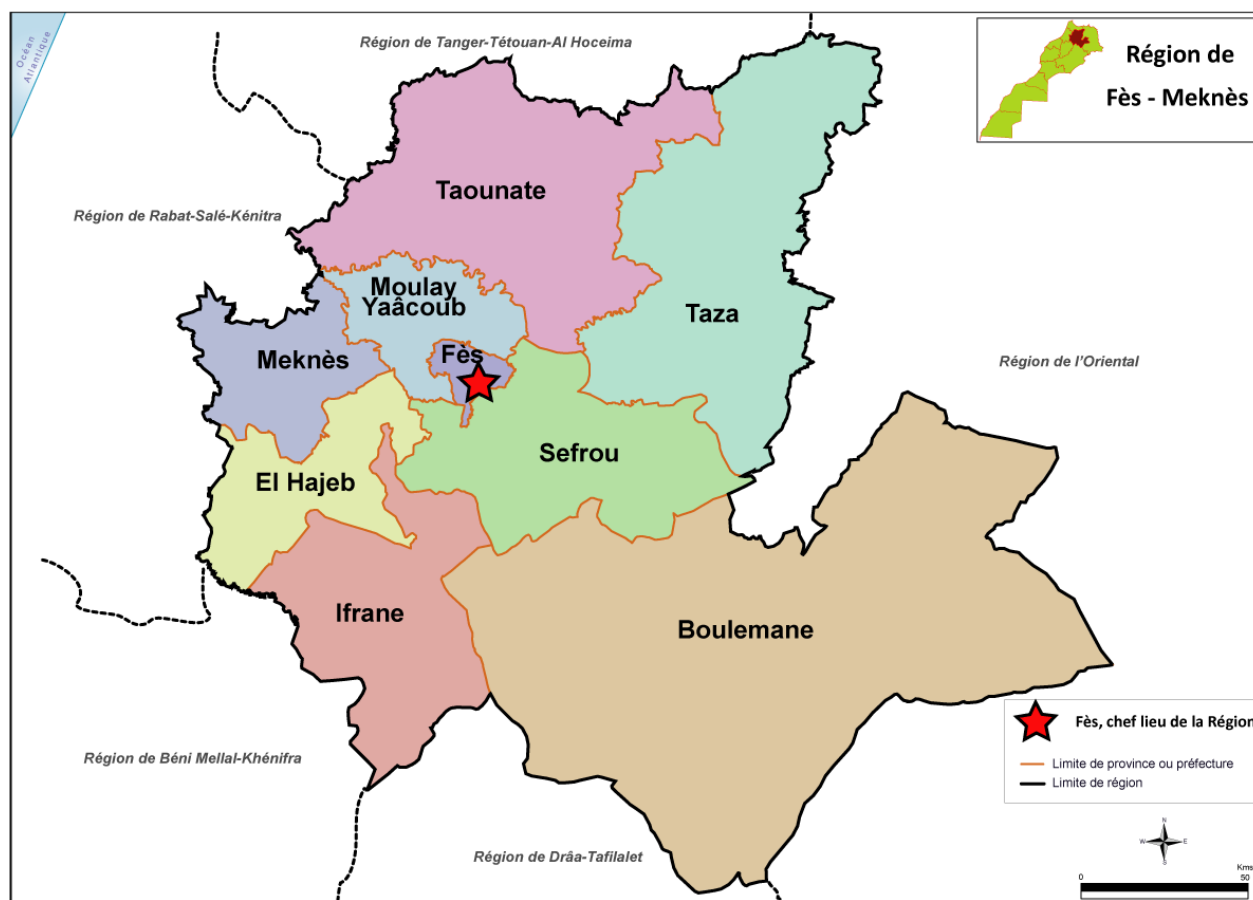 Océan
Atlantique
Région de Tanger-Tétouan-Al Hoceima
Région de
Fès - Meknès
Taounate
Région de Rabat-Salé-Kénitra
Moulay
Yaâcoub
Taza
Fès
Meknès
Région de l'Oriental
Sefrou
El Hajeb
Ifrane
Boulemane
Fès, chef lieu de la Région
Limite de province ou préfecture
Limite de région
Région de Béni Mellal-Khénifra
Région de Drâa-Tafilalet
N
W
E
S
Kms
0
50